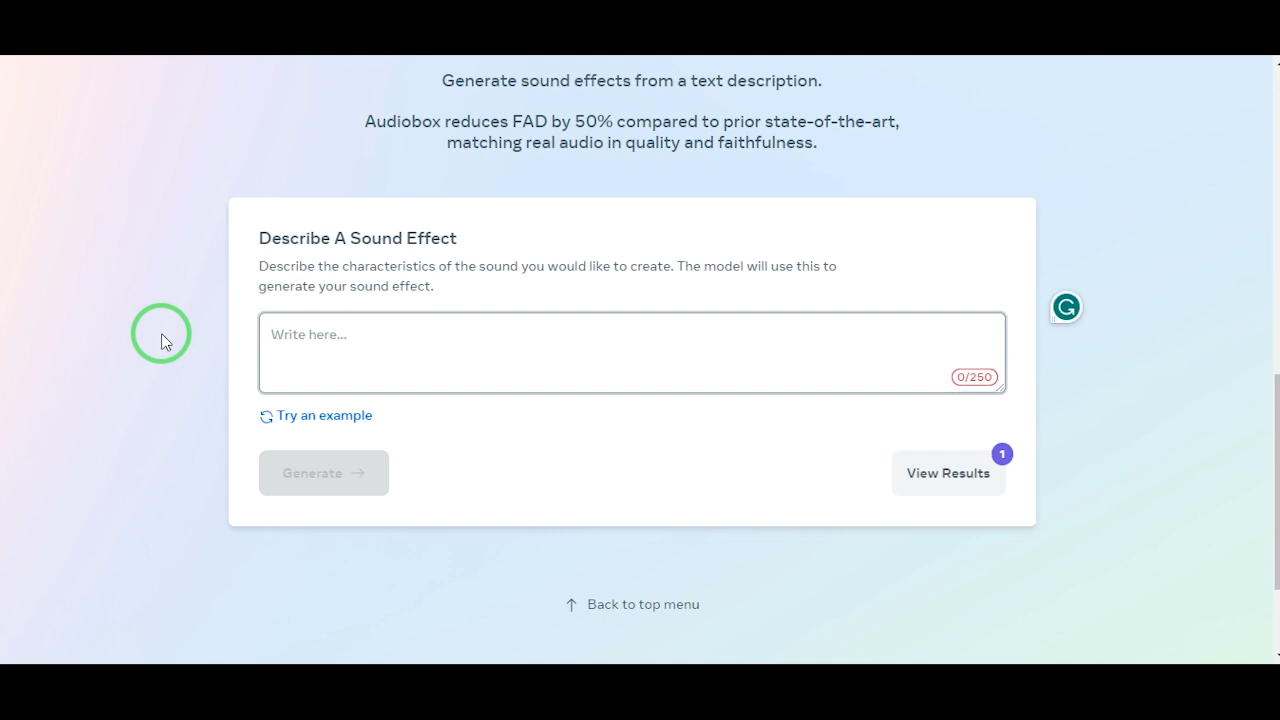 Generate sound effects from a text description.
Audiobox reduces FAD by 50% compared to prior state-of-the-art,
matching real audio in quality and faithfulness.
Describe A Sound Effect
Describe the characteristics of the sound you would like to create. The model will use this to
generate your sound effect.
Write here...
0/250
Try an example
Generate →
View Results
1
↑ Back to top menu